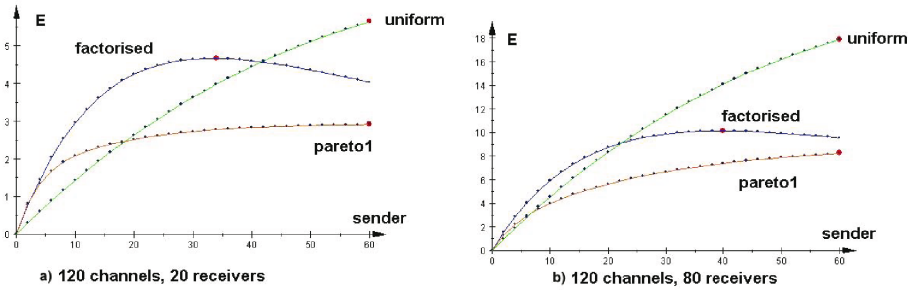 E
uniform
factorised
pareto1
sender
5
4
3
2
1
0
0 10 20 30 40 50 60
a) 120 channels, 20 receivers
E
uniform
factorised
pareto1
sender
18
16
14
12
10
8
6
4
2
0
0 10 20 30 40 50 60
b) 120 channels, 80 receivers